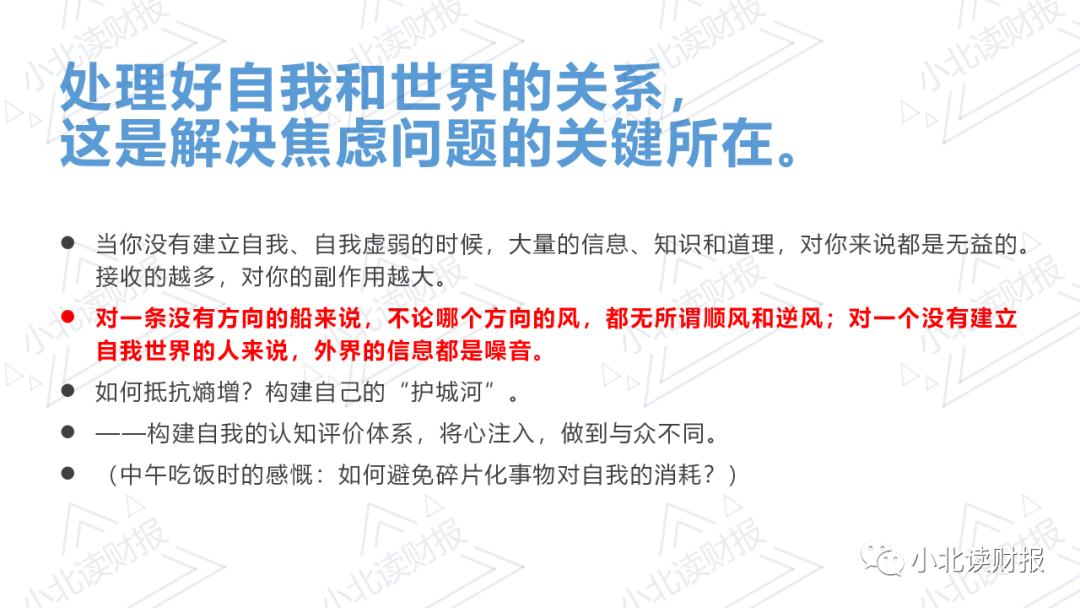 处理好自我和世界的关系，
这是解决焦虑问题的关键所在。
● 当你没有建立自我、自我虚弱的时候，大量的信息、知识和道理，对你来说都是无益的。
接收的越多，对你的副作用越大。
● 对一条没有方向的船来说，不论哪个方向的风，都无所谓顺风和逆风；对一个没有建立
自我世界的人来说，外界的信息都是噪音。
● 如何抵抗熵增？构建自己的“护城河”。
● ——构建自我的认知评价体系，将心注入，做到与众不同。
● （中午吃饭时的感慨：如何避免碎片化事物对自我的消耗？）
小北读财报